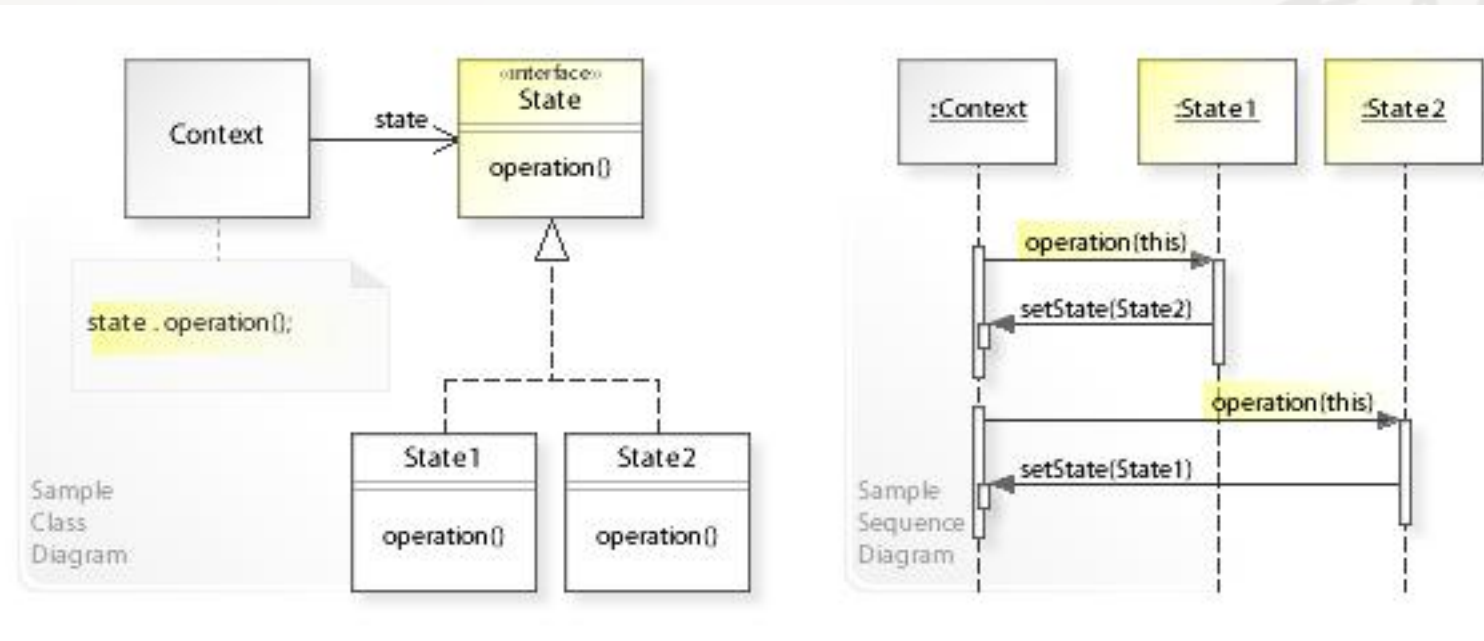 Context
state
«interface»
State
operation()
state . operation();
State1
operation()
State2
operation()
Sample
Class
Diagram
:Context
:State1
:State2
operation(this)
setState(State2)
operation(this)
setState(State1)
Sample
Sequence
Diagram